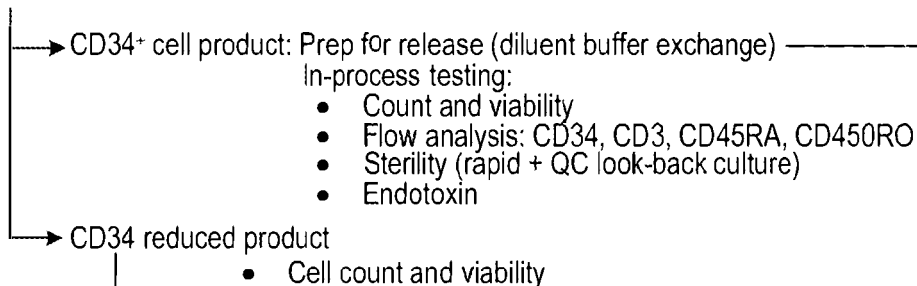 CD34⁺ cell product: Prep for release (diluent buffer exchange)
In-process testing:
• Count and viability
• Flow analysis: CD34, CD3, CD45RA, CD450RO
• Sterility (rapid + QC look-back culture)
• Endotoxin
CD34 reduced product
• Cell count and viability